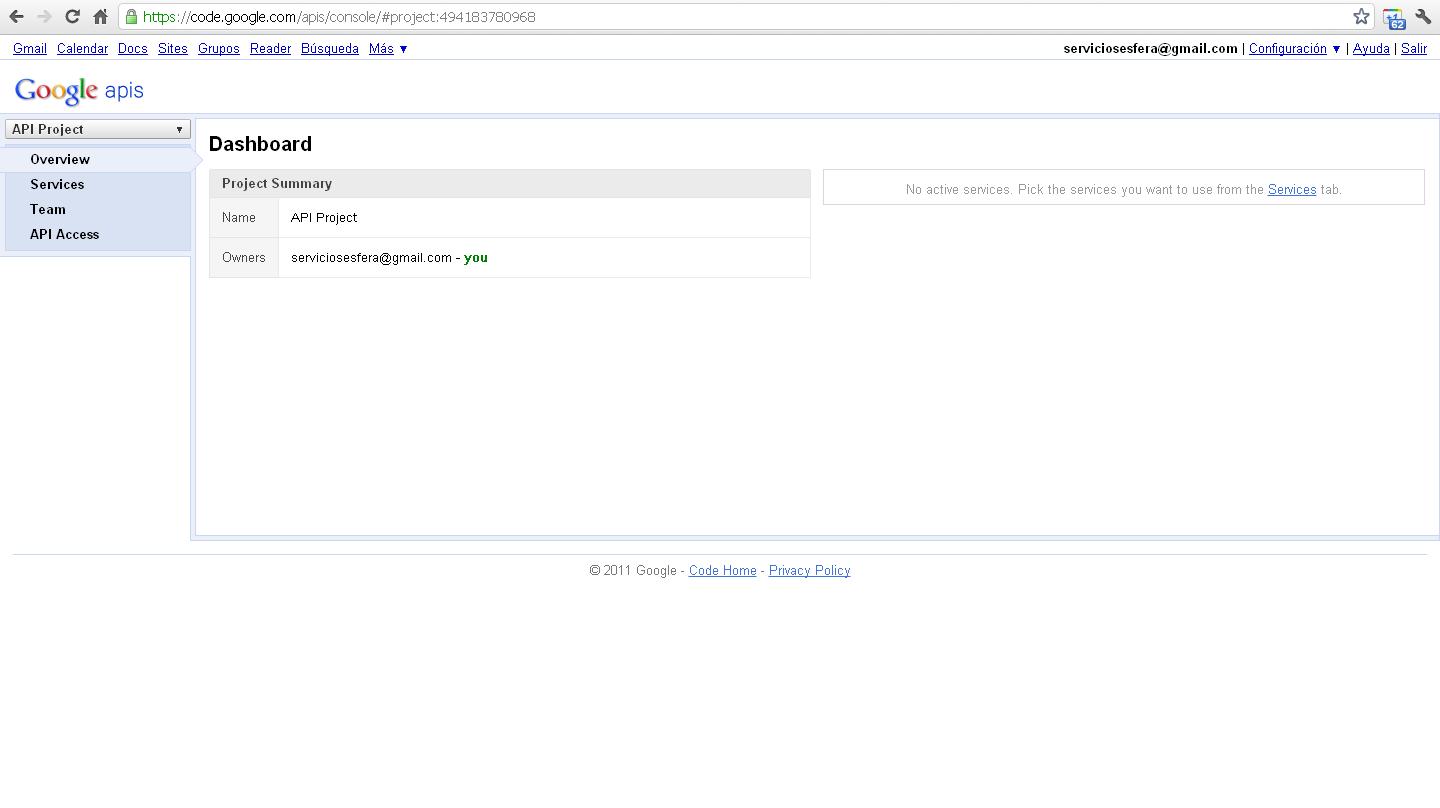 https://code.google.com/apis/console/#project:494183780968
+1
62
Gmail Calendar Docs Sites Grupos Reader Búsqueda Más ▼
serviciosesfera@gmail.com | Configuración ▼ | Ayuda | Salir
Google apis
API Project ▼
Overview
Services
Team
API Access
Dashboard
Project Summary
Name API Project
Owners serviciosesfera@gmail.com - you
No active services. Pick the services you want to use from the Services tab.
© 2011 Google - Code Home - Privacy Policy